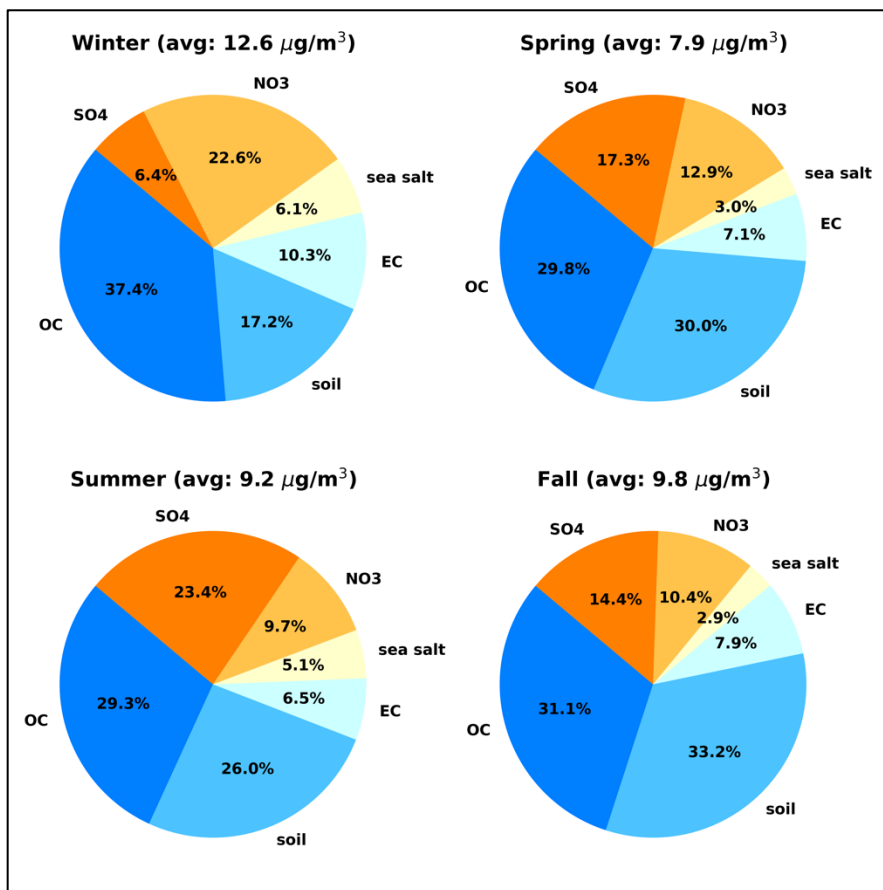 Winter (avg: 12.6 μg/m³)
NO3
SO4
22.6%
6.4%
sea salt
6.1%
10.3%
EC
37.4%
17.2%
OC
soil
Spring (avg: 7.9 μg/m³)
SO4
NO3
17.3%
12.9%
sea salt
3.0%
EC
7.1%
29.8%
OC
30.0%
soil
Summer (avg: 9.2 μg/m³)
SO4
NO3
23.4%
9.7%
sea salt
5.1%
6.5%
29.3%
EC
OC
26.0%
soil
Fall (avg: 9.8 μg/m³)
NO3
SO4
sea salt
10.4%
14.4%
2.9%
EC
7.9%
31.1%
OC
33.2%
soil